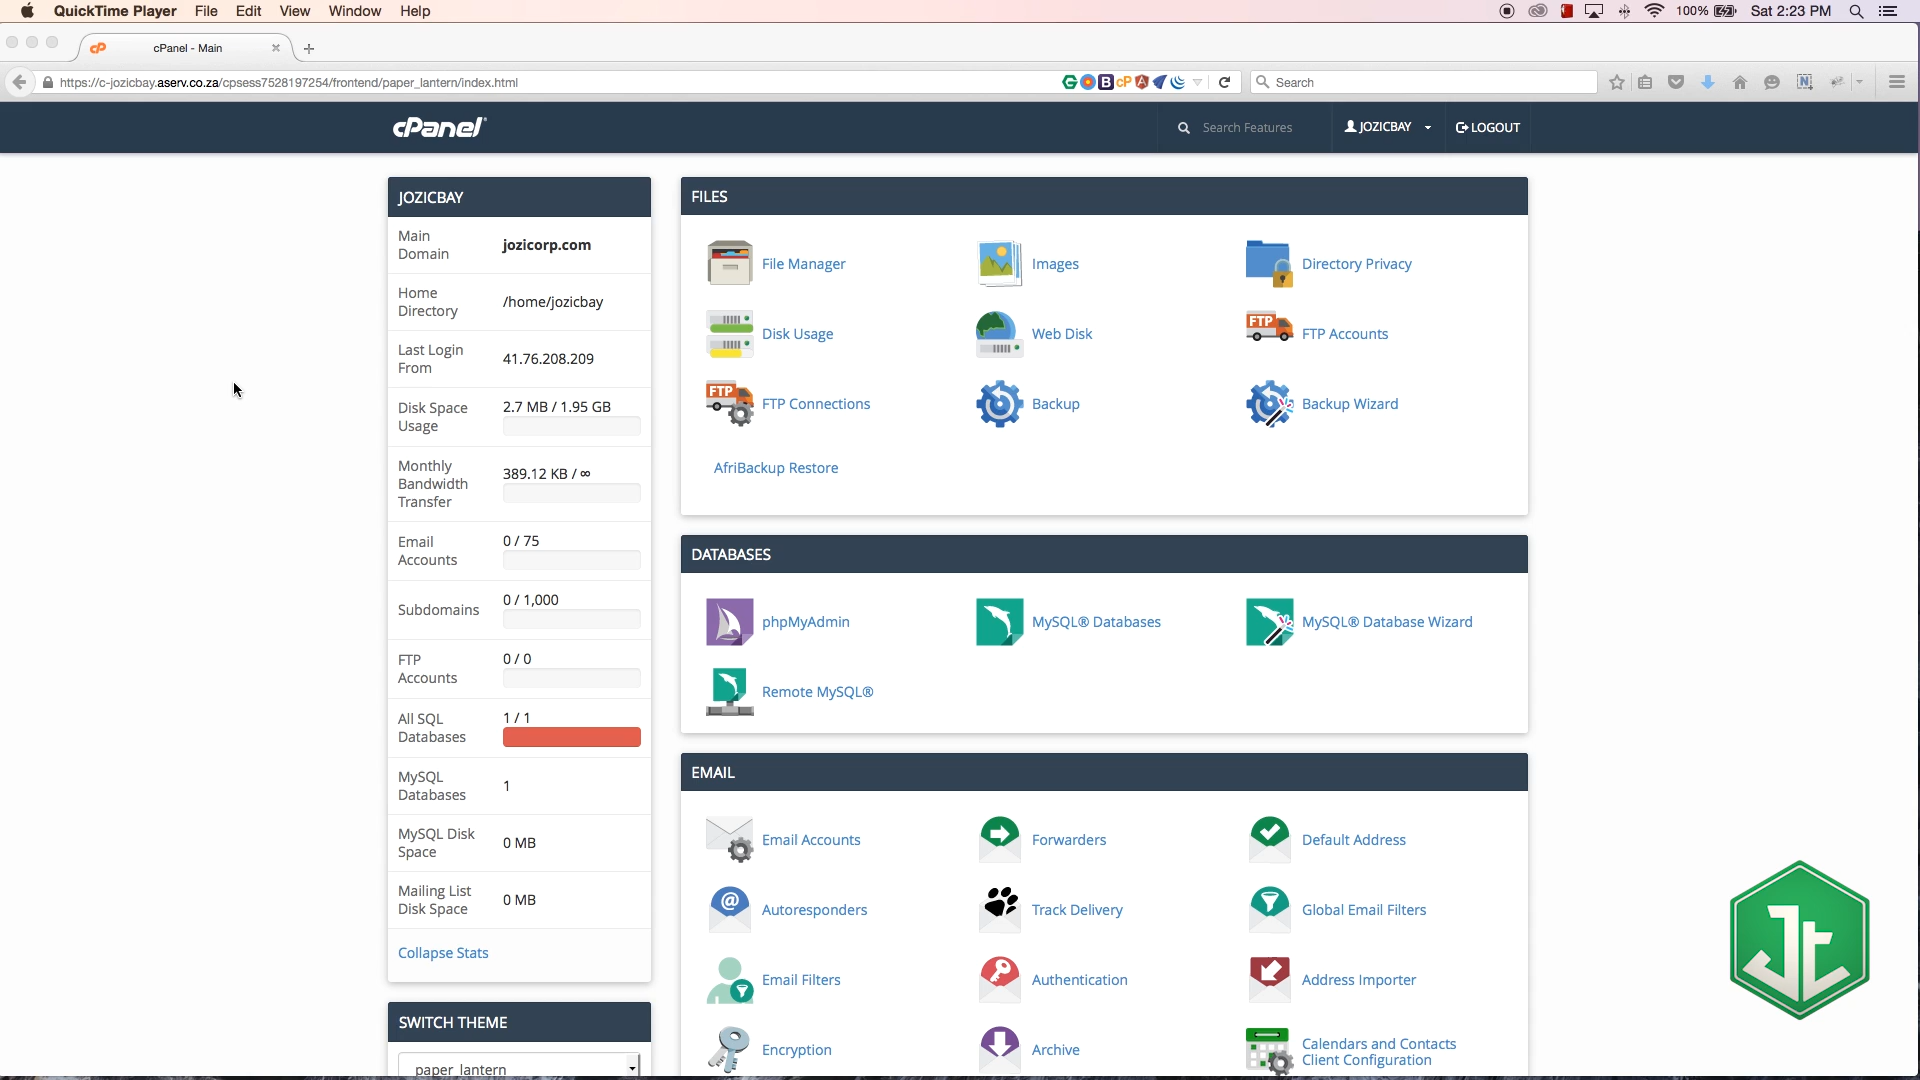 QuickTime Player File Edit View Window Help
100% Sat 2:23 PM
cPanel - Main
https://c-jozicbay.aserv.co.za/cpsess7528197254/frontend/paper_lantern/index.html
Search
cPanel
Search Features
JOZICBAY
LOGOUT
JOZICBAY
Main Domain jozicorp.com
Home Directory /home/jozicbay
Last Login From 41.76.208.209
Disk Space Usage 2.7 MB / 1.95 GB
Monthly Bandwidth Transfer 389.12 KB / ∞
Email Accounts 0 / 75
Subdomains 0 / 1,000
FTP Accounts 0 / 0
All SQL Databases 1 / 1
MySQL Databases 1
MySQL Disk Space 0 MB
Mailing List Disk Space 0 MB
Collapse Stats
SWITCH THEME
paper_lantern
FILES
File Manager
Images
Directory Privacy
Disk Usage
Web Disk
FTP
FTP Accounts
FTP
FTP Connections
Backup
Backup Wizard
AfriBackup Restore
DATABASES
phpMyAdmin
MySQL® Databases
MySQL® Database Wizard
Remote MySQL®
EMAIL
Email Accounts
Forwarders
Default Address
Autoresponders
Track Delivery
Global Email Filters
Email Filters
Authentication
Address Importer
Encryption
Archive
Calendars and Contacts
Client Configuration